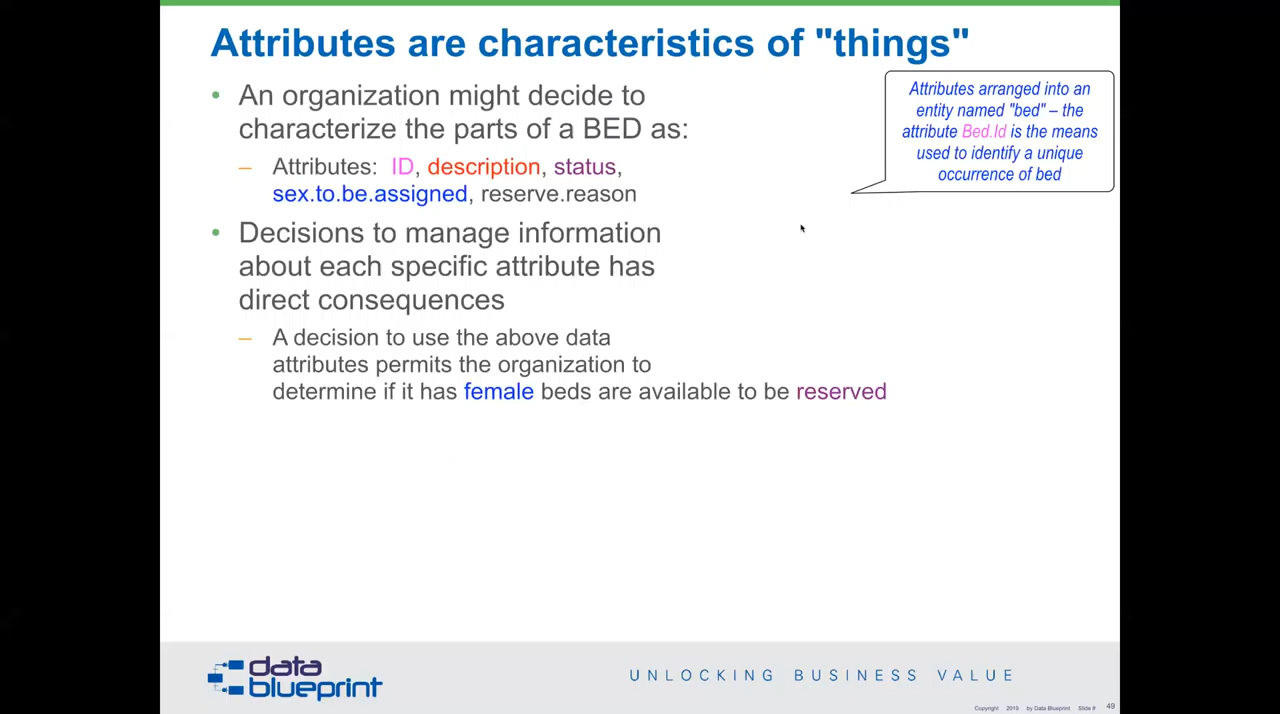 Attributes are characteristics of "things"
• An organization might decide to
characterize the parts of a BED as:
– Attributes: ID, description, status,
sex.to.be.assigned, reserve.reason
• Decisions to manage information
about each specific attribute has
direct consequences
– A decision to use the above data
attributes permits the organization to
determine if it has female beds are available to be reserved
Attributes arranged into an
entity named "bed" – the
attribute Bed.Id is the means
used to identify a unique
occurrence of bed
data
blueprint
UNLOCKING BUSINESS VALUE
Copyright 2019 by Data Blueprint Slide # 49